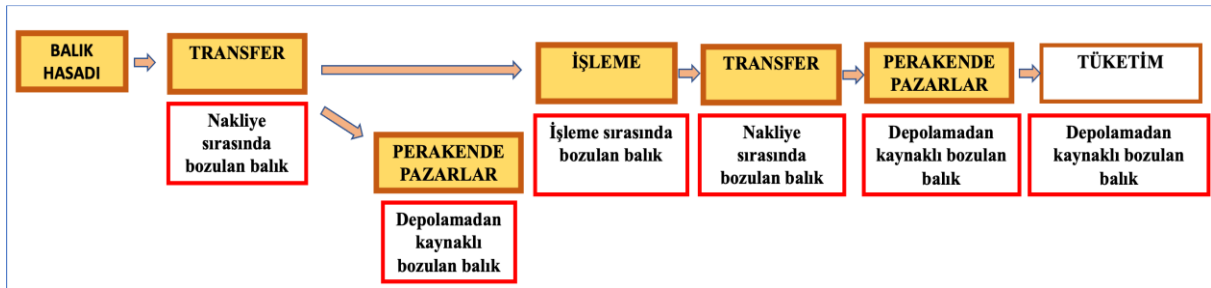 BALIK
HASADI
TRANSFER
Nakliye
sırasında
bozulan balık
PERAKENDE
PAZARLAR
Depolamadan
kaynaklı
bozulan balık
İŞLEME
İşleme sırasında
bozulan balık
TRANSFER
Nakliye
sırasında
bozulan balık
PERAKENDE
PAZARLAR
Depolamadan
kaynaklı bozulan
balık
TÜKETİM
Depolamadan
kaynaklı bozulan
balık